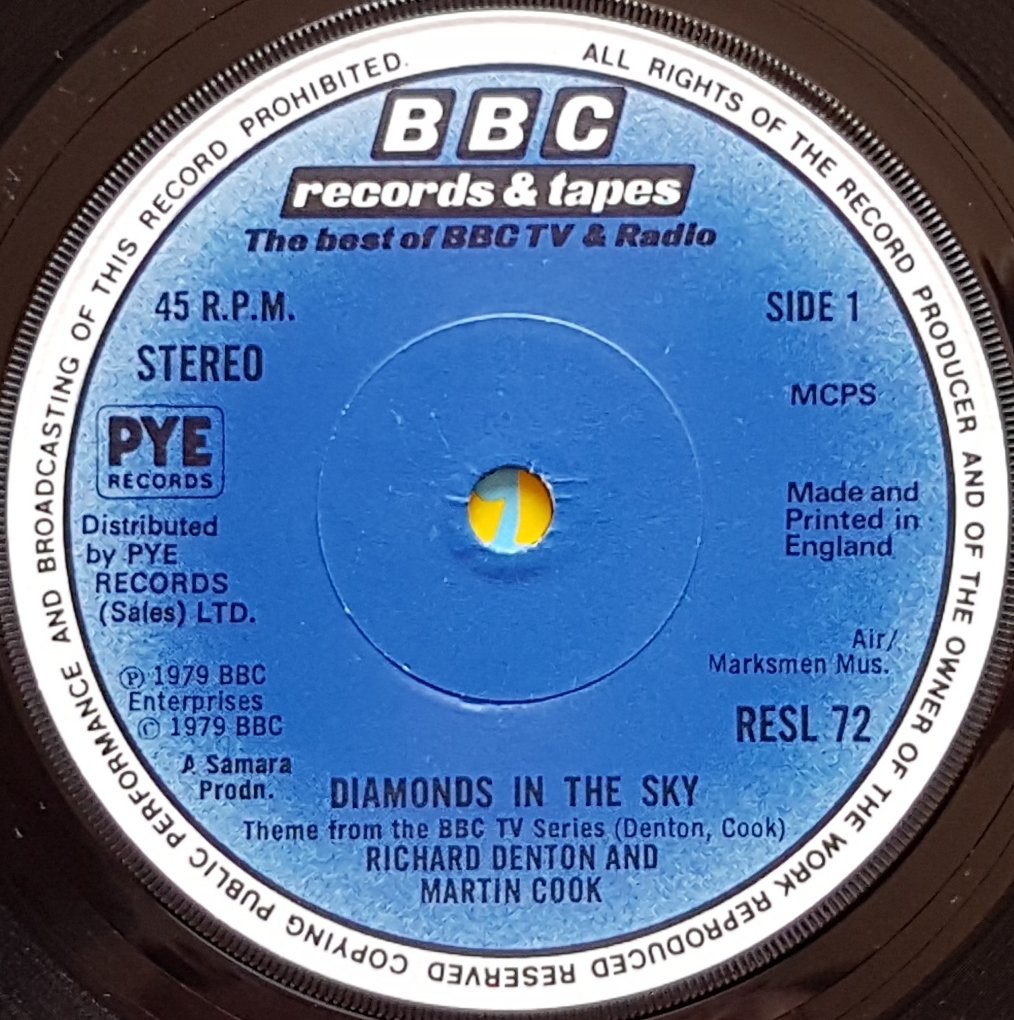 ALL RIGHTS OF THE RECORD PRODUCER AND OF THE OWNER OF THE WORK REPRODUCED RESERVED COPYING PUBLIC PERFORMANCE AND BROADCASTING OF THIS RECORD PROHIBITED.
BBC
records & tapes
The best of BBC TV & Radio
45 R.P.M.
STEREO
SIDE 1
MCPS
PYE
RECORDS
Distributed
by PYE
RECORDS
(Sales) LTD.
Made and
Printed in
England
Ⓟ 1979 BBC
Enterprises
© 1979 BBC
A Samara
Prodn.
Air/
Marksmen Mus.
RESL 72
DIAMONDS IN THE SKY
Theme from the BBC TV Series (Denton, Cook)
RICHARD DENTON AND
MARTIN COOK